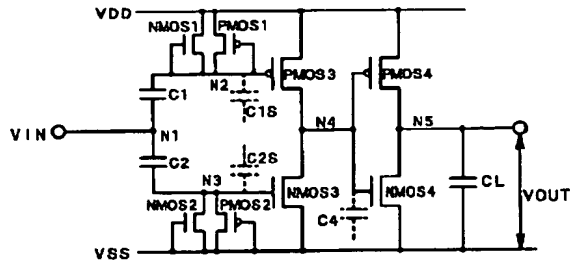 VDD
NMOS1 PMOS1
PMOS3 PMOS4
N2
C1 C1S
VIN N1 N4 N5
C2 C2S
N3
NMOS3 NMOS4 CL
VOUT
NMOS2 PMOS2 C4
VSS